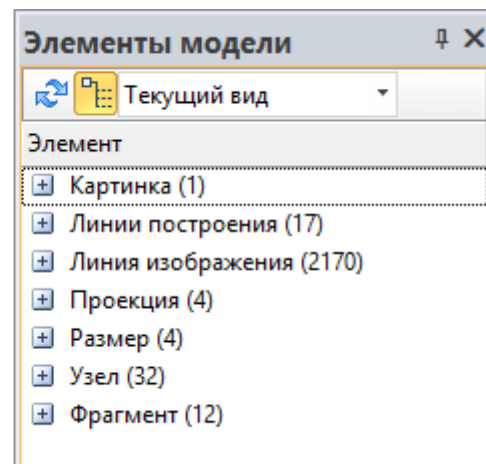 Элементы модели
Текущий вид
Элемент
Картинка (1)
Линии построения (17)
Линия изображения (2170)
Проекция (4)
Размер (4)
Узел (32)
Фрагмент (12)